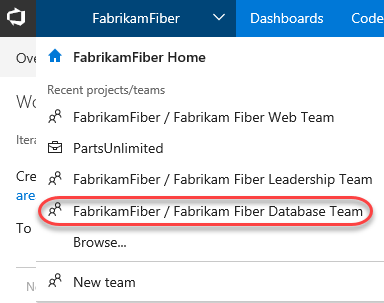 FabrikamFiber Dashboards Code
Ove
FabrikamFiber Home
Recent projects/teams
Wo
FabrikamFiber / Fabrikam Fiber Web Team
Itera
PartsUnlimited
Cre
FabrikamFiber / Fabrikam Fiber Leadership Team
are
FabrikamFiber / Fabrikam Fiber Database Team
To
Browse...
New team